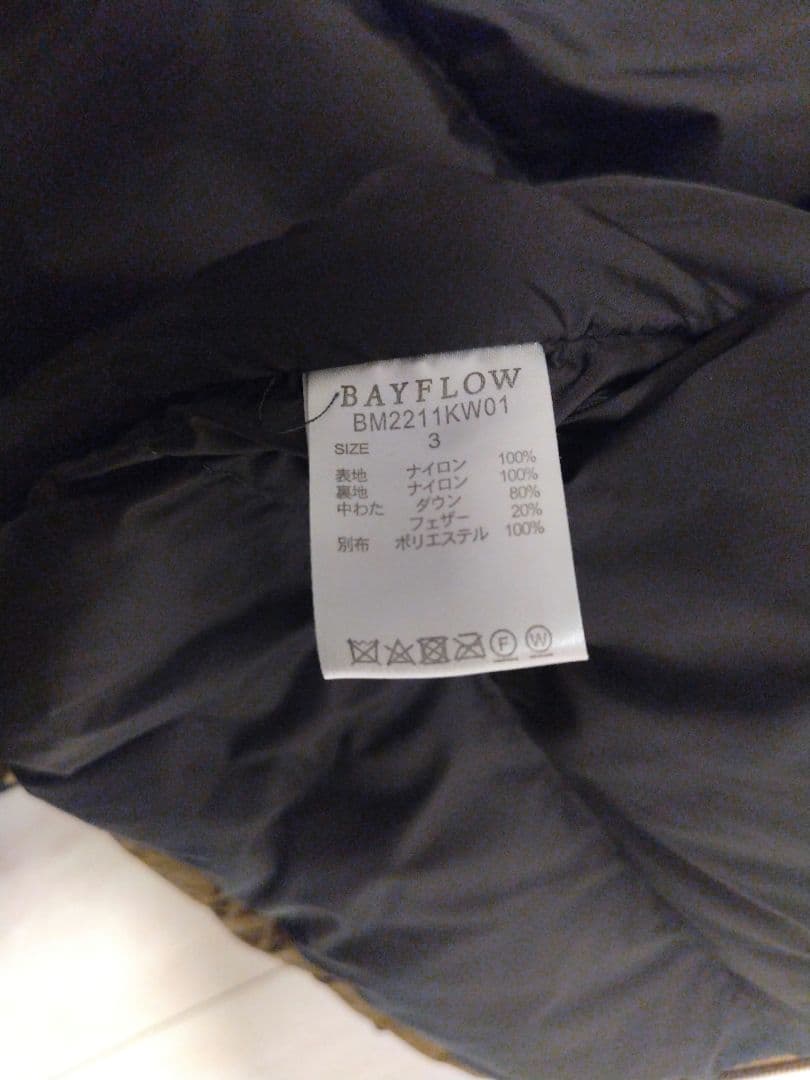 BAYFLOW
BM2211KW01
SIZE 3
表地 ナイロン 100%
裏地 ナイロン 100%
中わた ダウン 80%
フェザー 20%
別布 ポリエステル 100%
F W